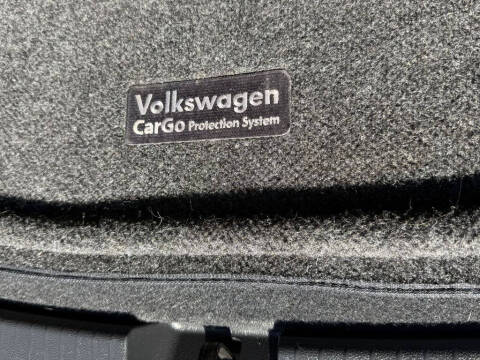 Volkswagen
CarGo Protection System